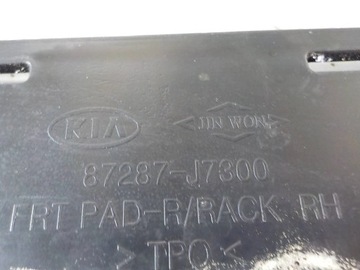 KIA JIN WON
87287-J7300
FRT PAD-R/RACK RH
> TPO <